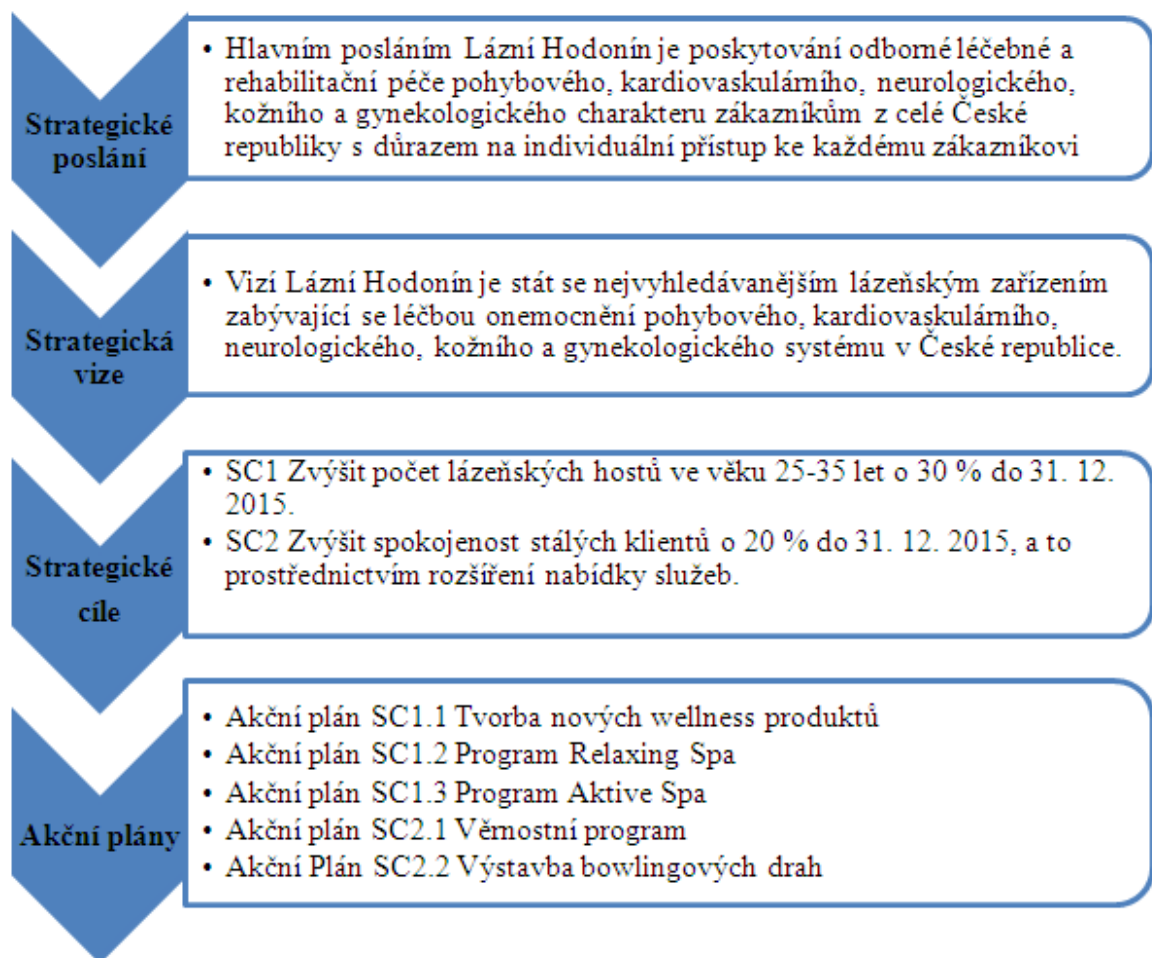 Strategické
poslání
• Hlavním posláním Lázní Hodonín je poskytování odborné léčebné a
rehabilitační péče pohybového, kardiovaskulárního, neurologického,
kožního a gynekologického charakteru zákazníkům z celé České
republiky s důrazem na individuální přístup ke každému zákazníkovi
Strategická
vize
• Vizí Lázní Hodonín je stát se nejvyhledávanějším lázeňským zařízením
zabývající se léčbou onemocnění pohybového, kardiovaskulárního,
neurologického, kožního a gynekologického systému v České republice.
Strategické
cíle
• SC1 Zvýšit počet lázeňských hostů ve věku 25-35 let o 30 % do 31. 12.
2015.
• SC2 Zvýšit spokojenost stálých klientů o 20 % do 31. 12. 2015, a to
prostřednictvím rozšíření nabídky služeb.
Akční plány
• Akční plán SC1.1 Tvorba nových wellness produktů
• Akční plán SC1.2 Program Relaxing Spa
• Akční plán SC1.3 Program Aktive Spa
• Akční plán SC2.1 Věrnostní program
• Akční Plán SC2.2 Výstavba bowlingových drah